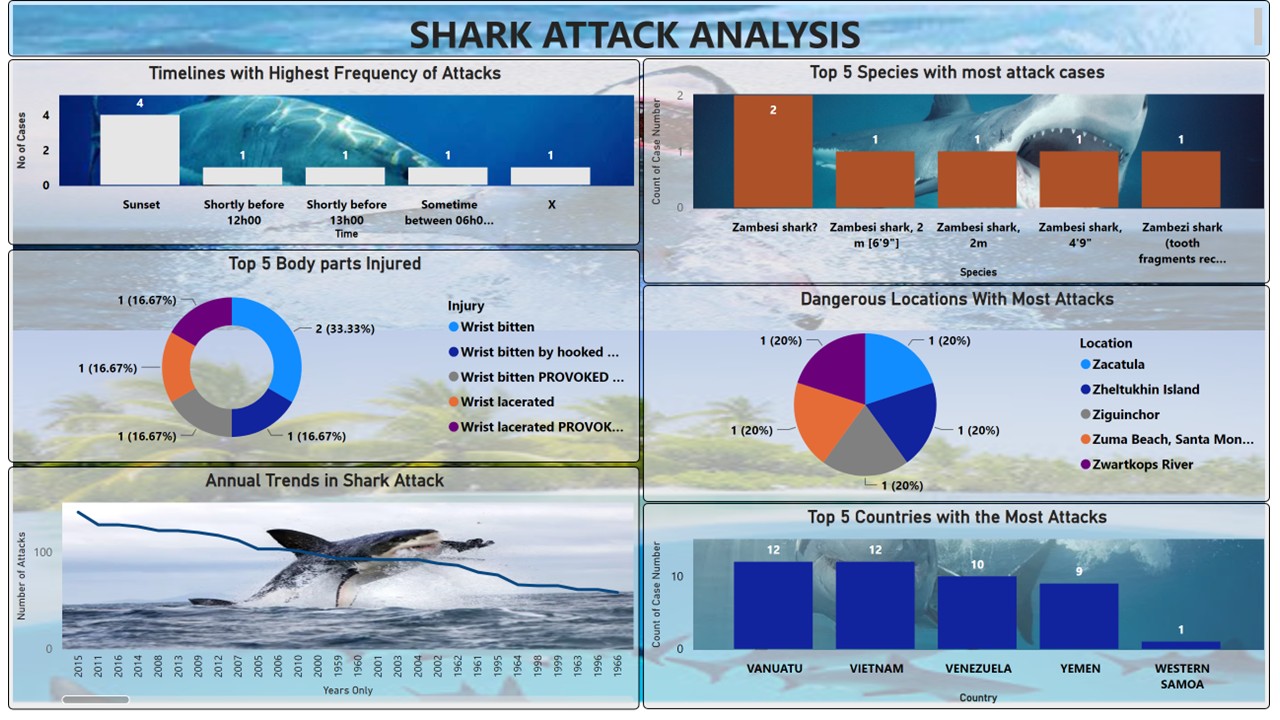 SHARK ATTACK ANALYSIS
Timelines with Highest Frequency of Attacks
No of Cases
4
2
0
4
1
1
1
1
Sunset
Shortly before
12h00
Shortly before
13h00
Sometime
between 06h0...
X
Time
Top 5 Species with most attack cases
Count of Case Number
2
1
0
2
1
1
1
1
Zambesi shark?
Zambesi shark, 2
m [6'9"]
Zambesi shark,
2m
Zambesi shark,
4'9"
Zambezi shark
(tooth
fragments rec...
Species
Top 5 Body parts Injured
1 (16.67%)
2 (33.33%)
1 (16.67%)
1 (16.67%)
1 (16.67%)
Injury
Wrist bitten
Wrist bitten by hooked ...
Wrist bitten PROVOKED ...
Wrist lacerated
Wrist lacerated PROVOK...
Dangerous Locations With Most Attacks
1 (20%)
1 (20%)
1 (20%)
1 (20%)
1 (20%)
Location
Zacatula
Zheltukhin Island
Ziguinchor
Zuma Beach, Santa Mon...
Zwartkops River
Annual Trends in Shark Attack
Number of Attacks
100
0
2015
2011
2016
2014
2008
2013
2009
2012
2007
2005
2006
2010
2000
1959
1960
2001
2003
2004
2002
1962
1961
1995
1964
1998
1999
1963
1996
1966
Years Only
Top 5 Countries with the Most Attacks
Count of Case Number
10
0
12
12
10
9
1
VANUATU
VIETNAM
VENEZUELA
YEMEN
WESTERN
SAMOA
Country